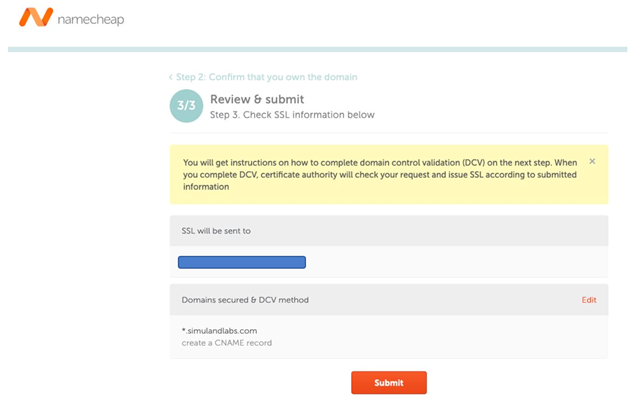 namecheap
‹ Step 2: Confirm that you own the domain
3/3
Review & submit
Step 3. Check SSL information below
You will get instructions on how to complete domain control validation (DCV) on the next step. When
you complete DCV, certificate authority will check your request and issue SSL according to submitted
information
SSL will be sent to
Domains secured & DCV method
Edit
*.simulandlabs.com
create a CNAME record
Submit